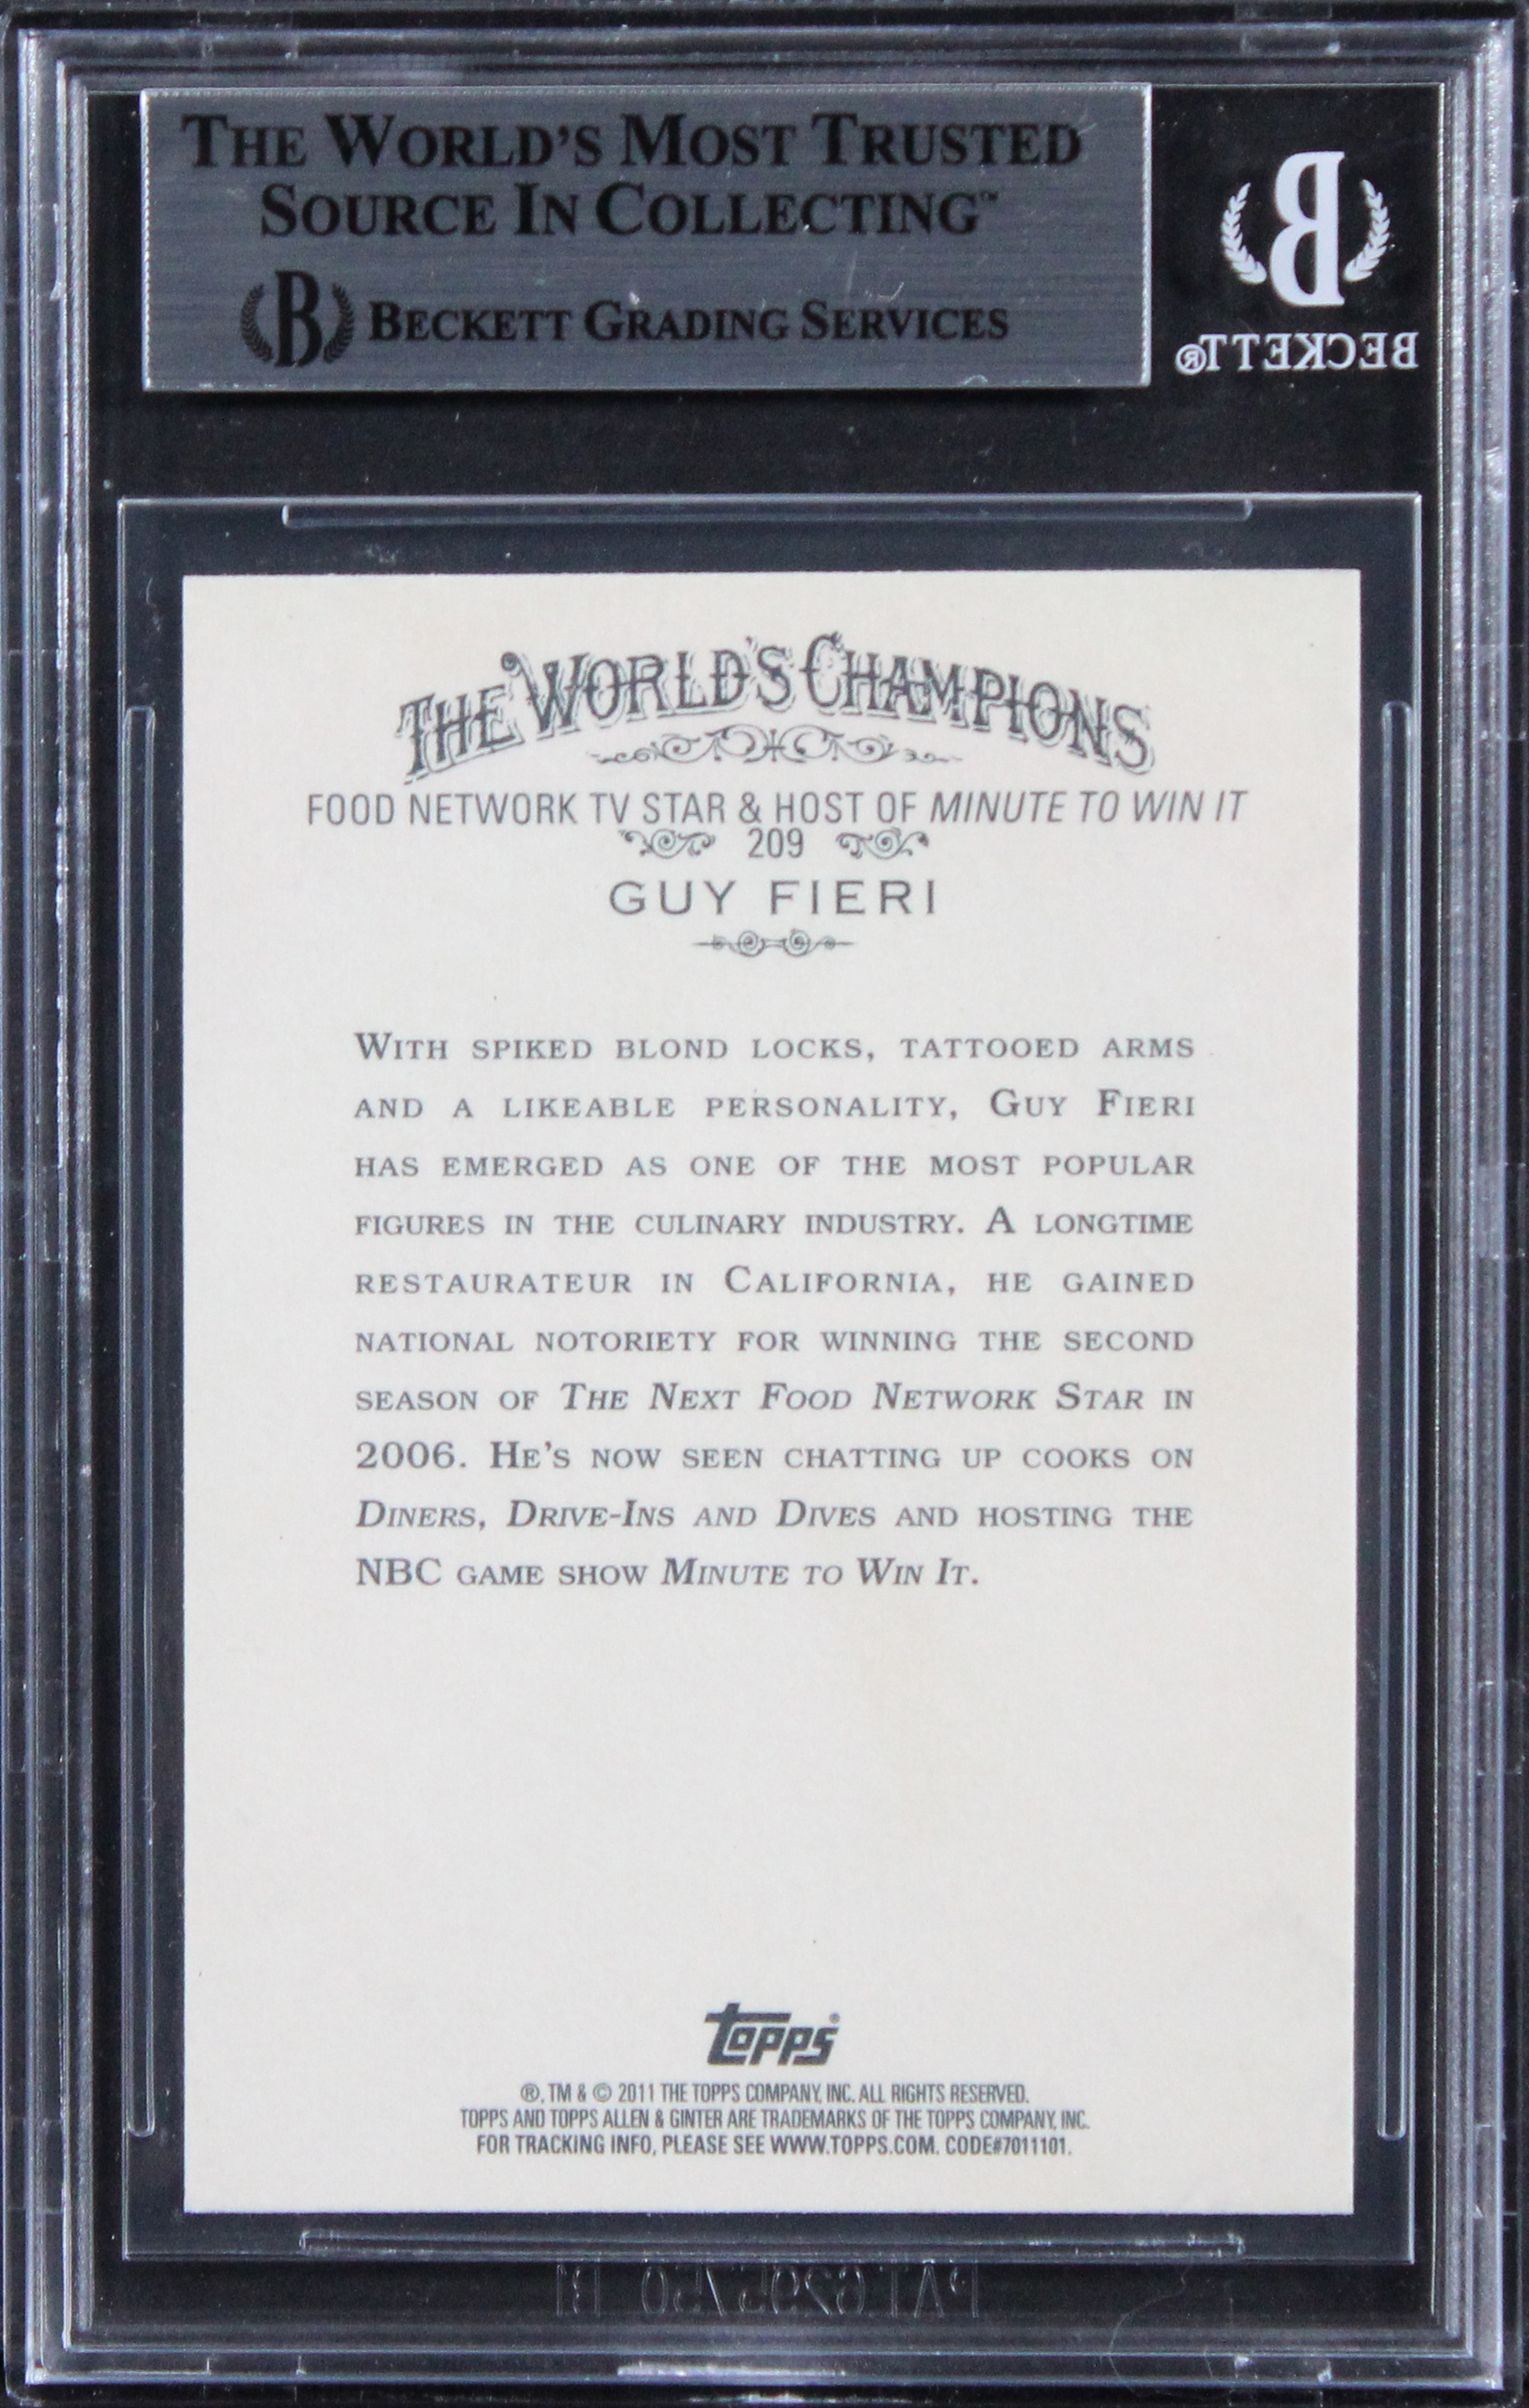 THE WORLD'S MOST TRUSTED
SOURCE IN COLLECTING™
B BECKETT GRADING SERVICES
B
BECKETT®
THE WORLD'S CHAMPIONS
FOOD NETWORK TV STAR & HOST OF MINUTE TO WIN IT
209
GUY FIERI
WITH SPIKED BLOND LOCKS, TATTOOED ARMS
AND A LIKEABLE PERSONALITY, GUY FIERI
HAS EMERGED AS ONE OF THE MOST POPULAR
FIGURES IN THE CULINARY INDUSTRY. A LONGTIME
RESTAURATEUR IN CALIFORNIA, HE GAINED
NATIONAL NOTORIETY FOR WINNING THE SECOND
SEASON OF THE NEXT FOOD NETWORK STAR IN
2006. HE'S NOW SEEN CHATTING UP COOKS ON
DINERS, DRIVE-INS AND DIVES AND HOSTING THE
NBC GAME SHOW MINUTE TO WIN IT.
topps®
®, TM & © 2011 THE TOPPS COMPANY, INC. ALL RIGHTS RESERVED.
TOPPS AND TOPPS ALLEN & GINTER ARE TRADEMARKS OF THE TOPPS COMPANY, INC.
FOR TRACKING INFO, PLEASE SEE WWW.TOPPS.COM. CODE#7011101.